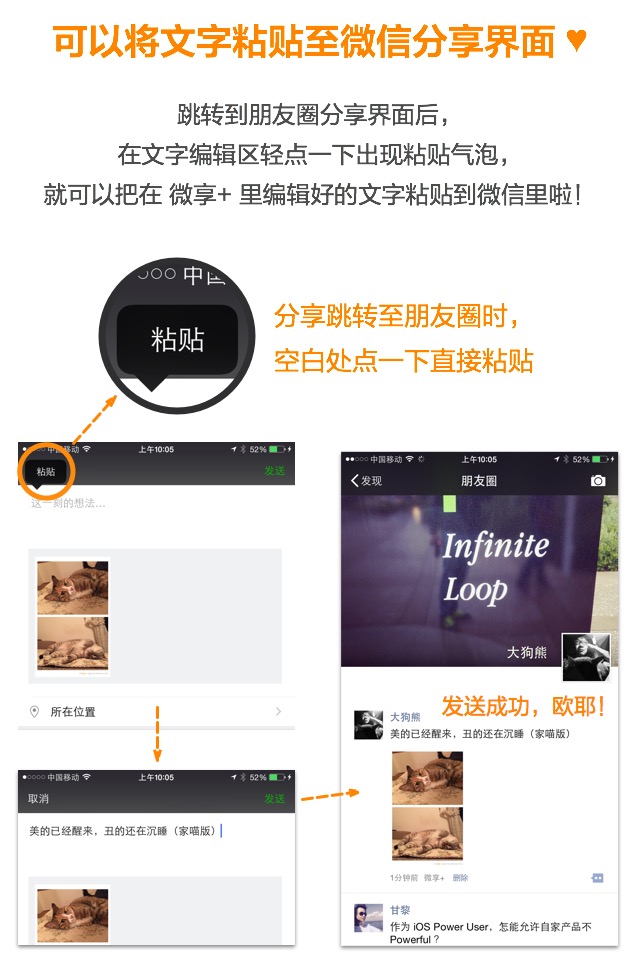 可以将文字粘贴至微信分享界面 ♥
跳转到朋友圈分享界面后，
在文字编辑区轻点一下出现粘贴气泡，
就可以把在 微享+ 里编辑好的文字粘贴到微信里啦！
中国
粘贴
分享跳转至朋友圈时，
空白处点一下直接粘贴
中国移动 上午10:05 52%
粘贴
发送
这一刻的想法...
所在位置
中国移动 上午10:05 52%
取消 发送
美的已经醒来，丑的还在沉睡（家喵版）
中国移动 上午10:05 52%
发现 朋友圈
Infinite
Loop
大狗熊
发送成功，欧耶！
大狗熊
美的已经醒来，丑的还在沉睡（家喵版）
1分钟前 微享+ 删除
甘黎
作为 iOS Power User，怎能允许自家产品不
Powerful？